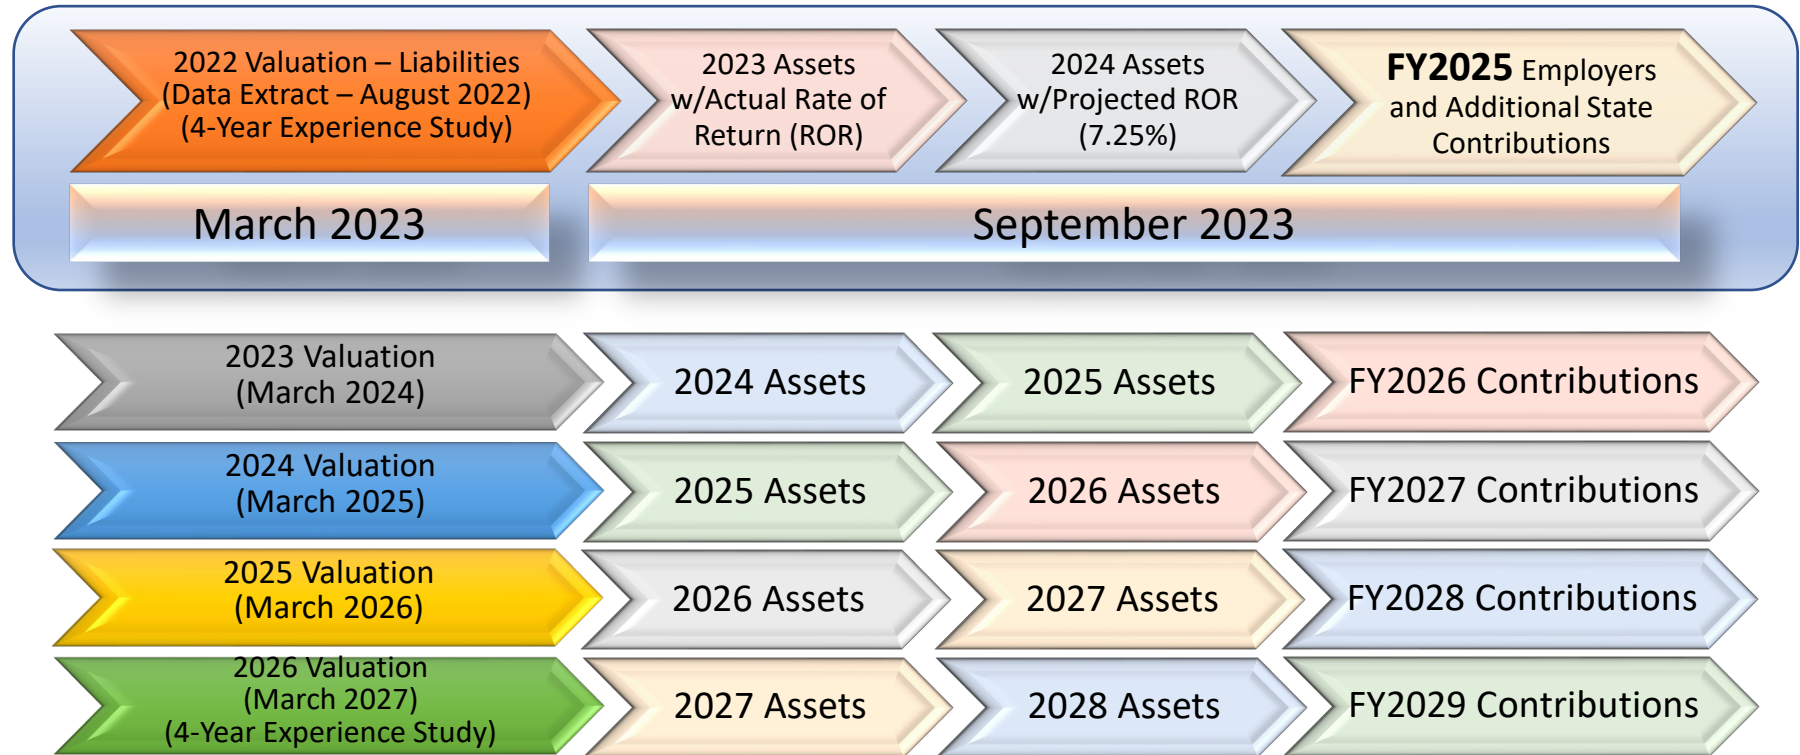 2022 Valuation – Liabilities
(Data Extract – August 2022)
(4-Year Experience Study)
2023 Assets
w/Actual Rate of
Return (ROR)
2024 Assets
w/Projected ROR
(7.25%)
FY2025 Employers
and Additional State
Contributions
March 2023
September 2023
2023 Valuation
(March 2024)
2024 Assets
2025 Assets
FY2026 Contributions
2024 Valuation
(March 2025)
2025 Assets
2026 Assets
FY2027 Contributions
2025 Valuation
(March 2026)
2026 Assets
2027 Assets
FY2028 Contributions
2026 Valuation
(March 2027)
(4-Year Experience Study)
2027 Assets
2028 Assets
FY2029 Contributions